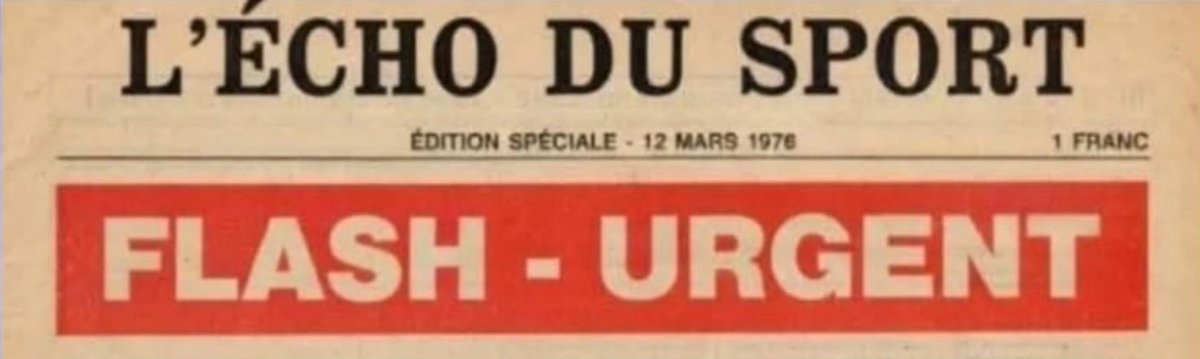 L'ÉCHO DU SPORT
ÉDITION SPÉCIALE - 12 MARS 1976
1 FRANC
FLASH - URGENT